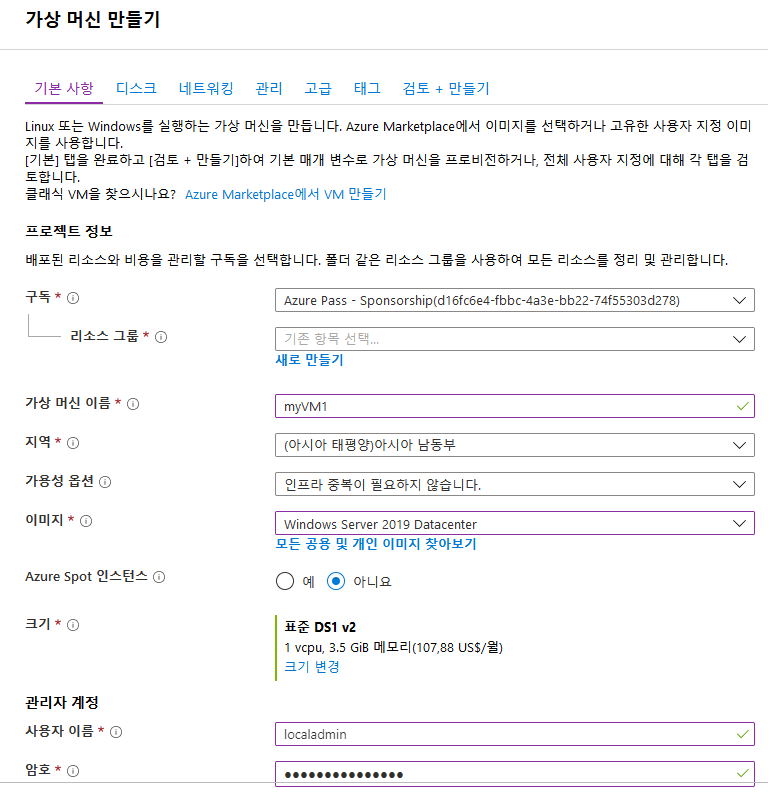 가상 머신 만들기
기본 사항 디스크 네트워킹 관리 고급 태그 검토 + 만들기
Linux 또는 Windows를 실행하는 가상 머신을 만듭니다. Azure Marketplace에서 이미지를 선택하거나 고유한 사용자 지정 이미
지를 사용합니다.
[기본] 탭을 완료하고 [검토 + 만들기]하여 기본 매개 변수로 가상 머신을 프로비전하거나, 전체 사용자 지정에 대해 각 탭을 검
토합니다.
클래식 VM을 찾으시나요? Azure Marketplace에서 VM 만들기
프로젝트 정보
배포된 리소스와 비용을 관리할 구독을 선택합니다. 폴더 같은 리소스 그룹을 사용하여 모든 리소스를 정리 및 관리합니다.
구독 * Azure Pass - Sponsorship(d16fc6e4-fbbc-4a3e-bb22-74f55303d278)
리소스 그룹 * 기존 항목 선택...
새로 만들기
가상 머신 이름 * myVM1
지역 * (아시아 태평양)아시아 남동부
가용성 옵션 인프라 중복이 필요하지 않습니다.
이미지 * Windows Server 2019 Datacenter
모든 공용 및 개인 이미지 찾아보기
Azure Spot 인스턴스 예 아니요
크기 * 표준 DS1 v2
1 vcpu, 3.5 GiB 메모리(107,88 US$/월)
크기 변경
관리자 계정
사용자 이름 * localadmin
암호 * ●●●●●●●●●●●●●●●